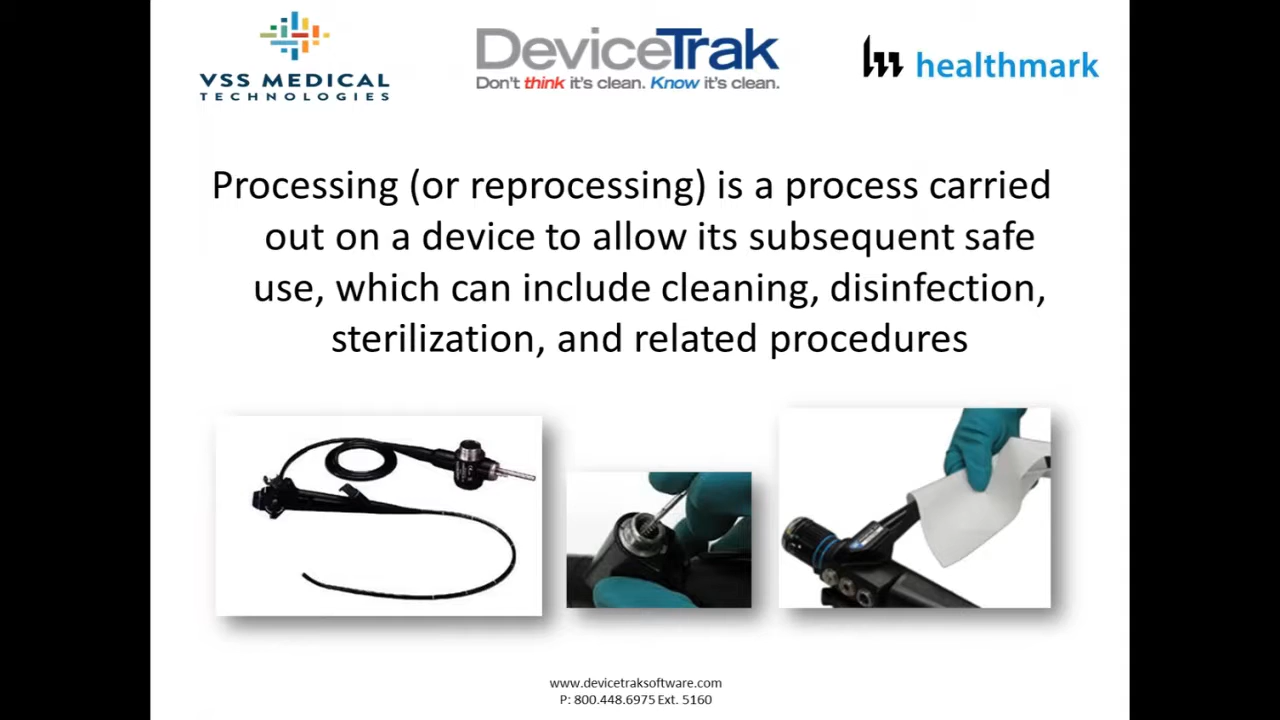 VSS MEDICAL
TECHNOLOGIES
DeviceTrak
Don't think it's clean. Know it's clean.
healthmark
Processing (or reprocessing) is a process carried
out on a device to allow its subsequent safe
use, which can include cleaning, disinfection,
sterilization, and related procedures
www.devicetraksoftware.com
P: 800.448.6975 Ext. 5160